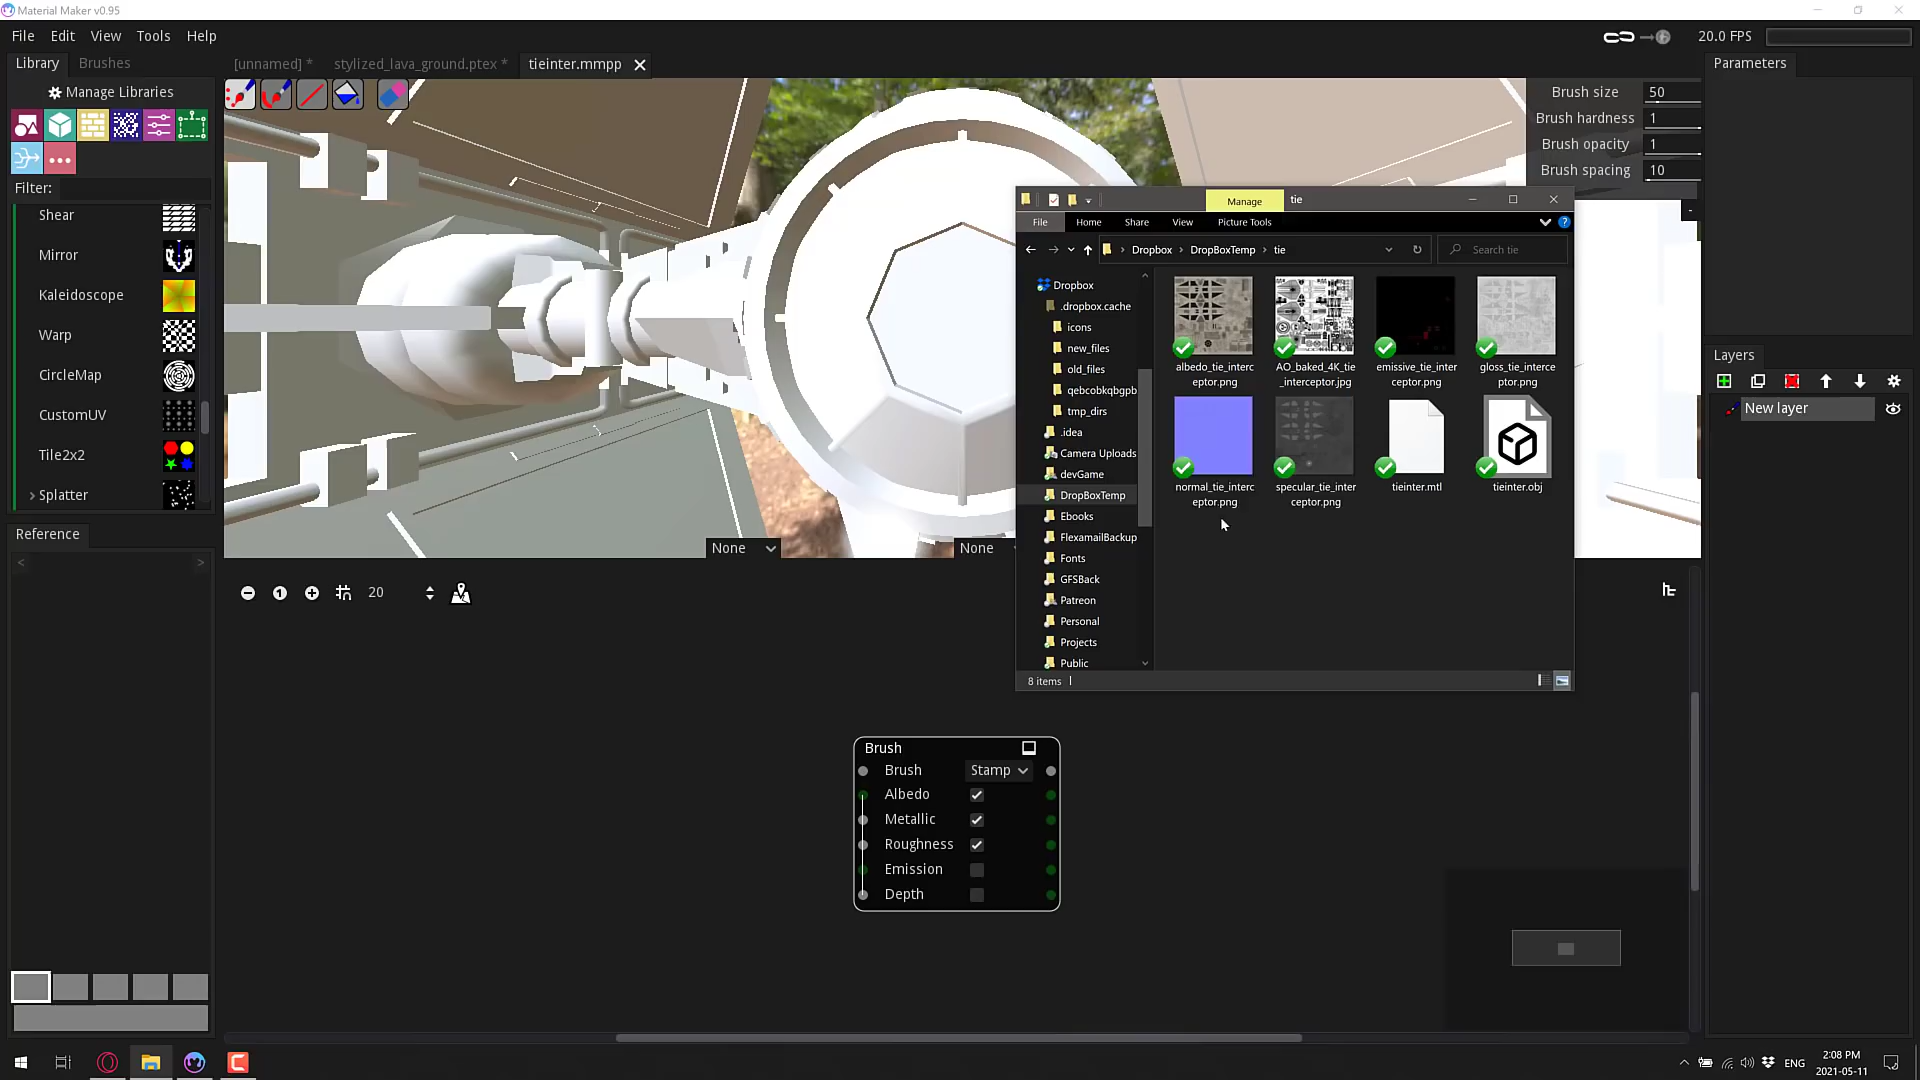 Material Maker v0.95
File Edit View Tools Help
20.0 FPS
Library Brushes
[unnamed] * stylized_lava_ground.ptex * tieinter.mmpp
Parameters
Manage Libraries
Brush size 50
Brush hardness 1
Brush opacity 1
Brush spacing 10
Filter:
Shear
Mirror
Kaleidoscope
Warp
CircleMap
CustomUV
Tile2x2
Splatter
Reference
Manage tie
File Home Share View Picture Tools
Dropbox DropBoxTemp tie Search tie
Dropbox
.dropbox.cache
icons
new_files
old_files
qebcobkqbgpb
tmp_dirs
.idea
Camera Uploads
devGame
DropBoxTemp
Ebooks
FlexamailBackup
Fonts
GFSBack
Patreon
Personal
Projects
Public
albedo_tie_interc
eptor.png
AO_baked_4K_tie
_interceptor.jpg
emissive_tie_inter
ceptor.png
gloss_tie_interce
ptor.png
normal_tie_interc
eptor.png
specular_tie_inter
ceptor.png
tieinter.mtl
tieinter.obj
8 items
None
None
1 20
Layers
New layer
Brush
Brush Stamp
Albedo
Metallic
Roughness
Emission
Depth
ENG
2:08 PM
2021-05-11